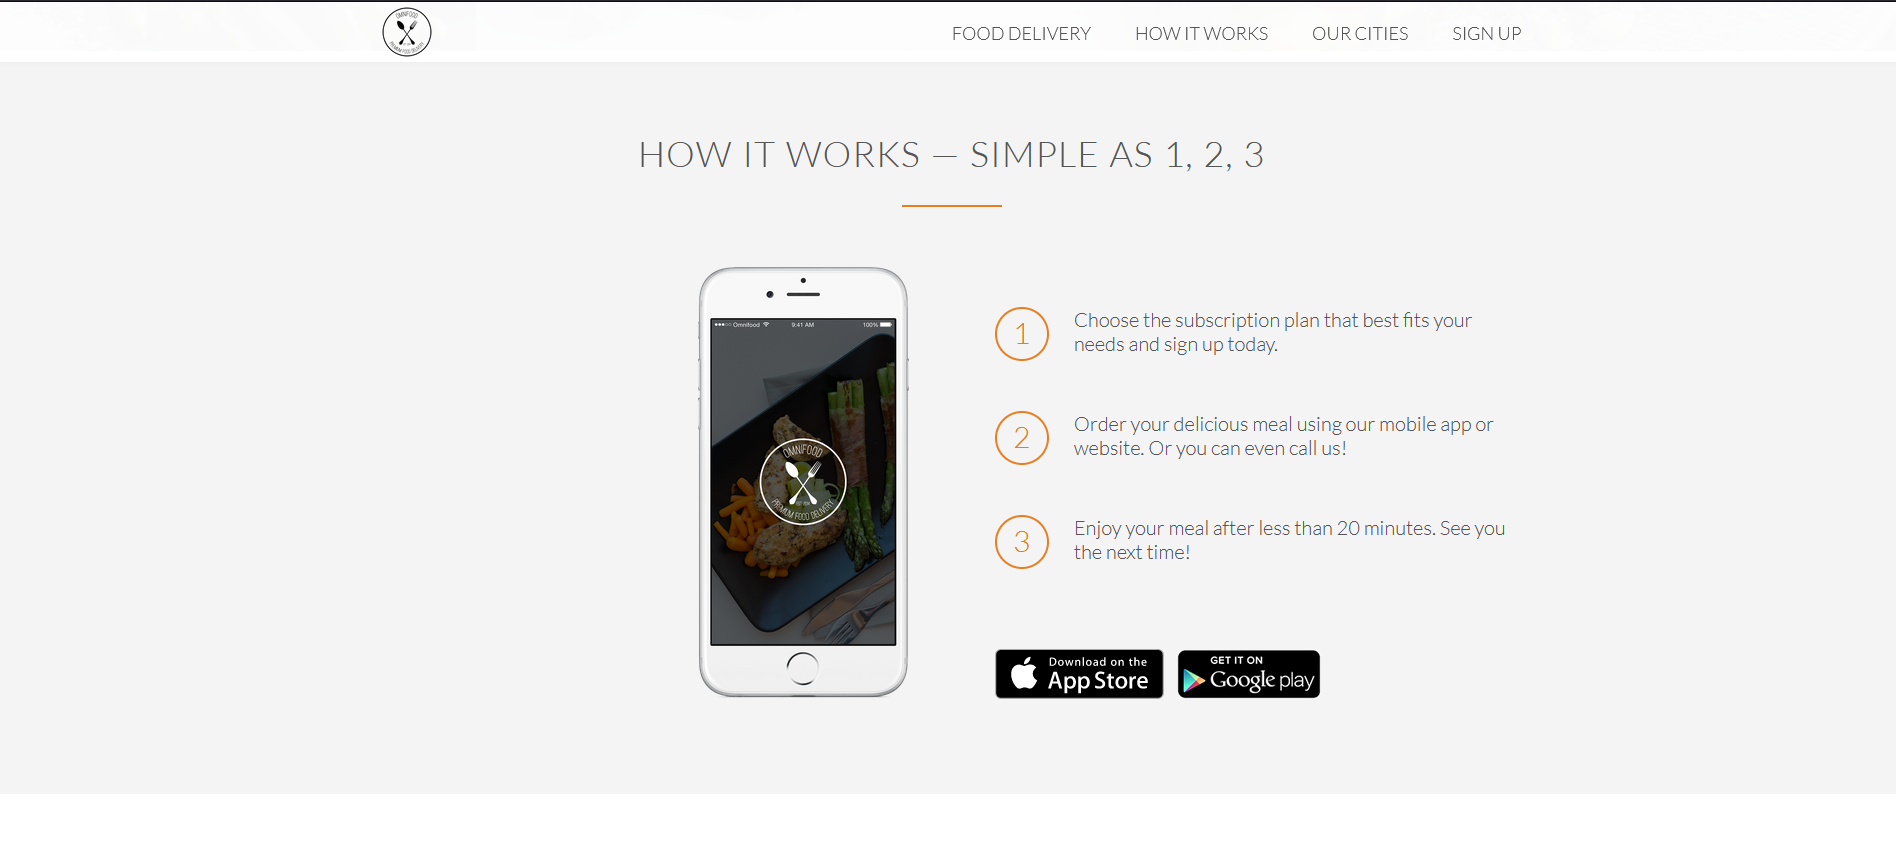 OMNIFOOD
PREMIUM FOOD DELIVERY
FOOD DELIVERY
HOW IT WORKS
OUR CITIES
SIGN UP
HOW IT WORKS — SIMPLE AS 1, 2, 3
Omnifood
9:41 AM
100%
OMNIFOOD
PREMIUM FOOD DELIVERY
1
Choose the subscription plan that best fits your
needs and sign up today.
2
Order your delicious meal using our mobile app or
website. Or you can even call us!
3
Enjoy your meal after less than 20 minutes. See you
the next time!
Download on the
App Store
GET IT ON
Google play